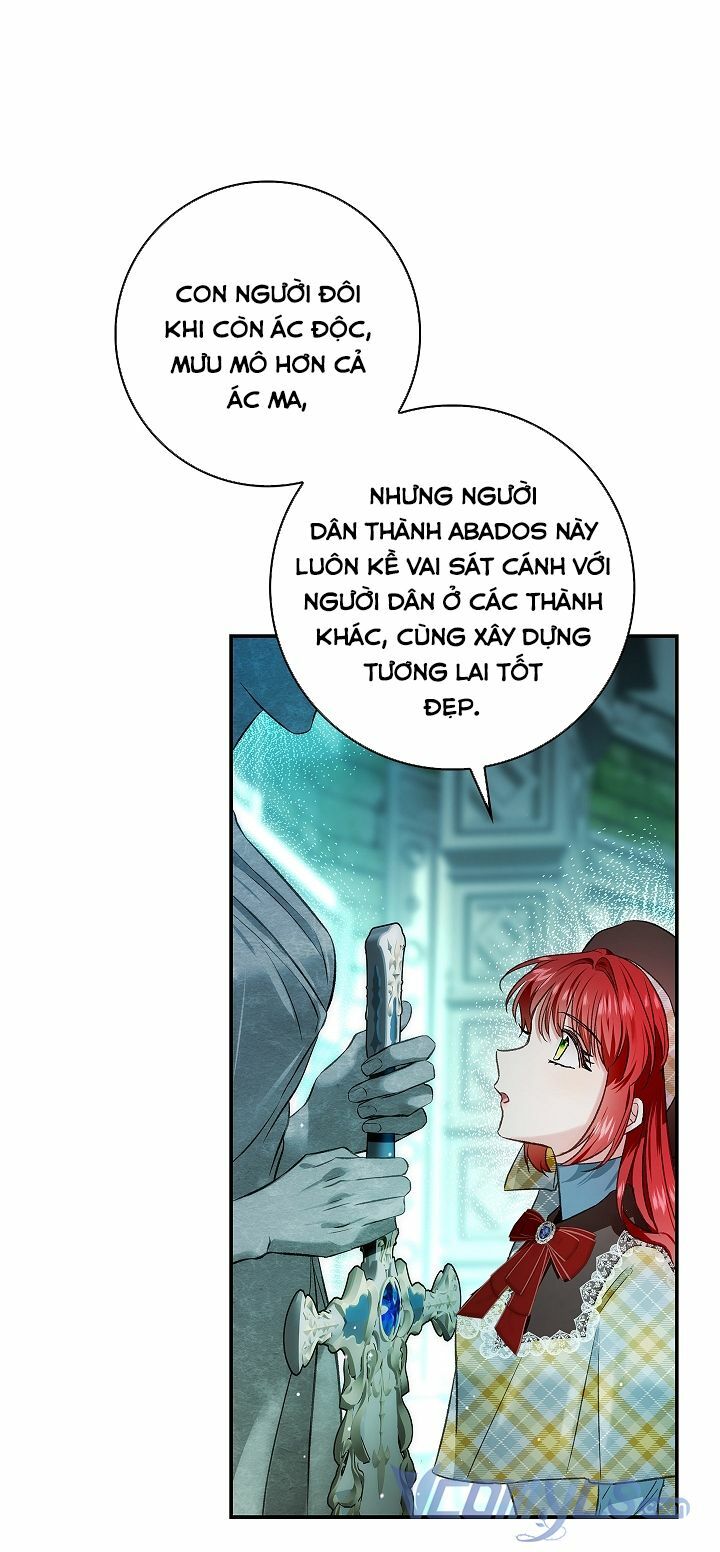 CON NGƯỜI ĐÔI
KHI CÒN ÁC ĐỘC,
MƯU MÔ HƠN CẢ
ÁC MA,
NHƯNG NGƯỜI
DÂN THÀNH ABADOS NÀY
LUÔN KỀ VAI SÁT CÁNH VỚI
NGƯỜI DÂN Ở CÁC THÀNH
KHÁC, CÙNG XÂY DỰNG
TƯƠNG LAI TỐT
ĐẸP.